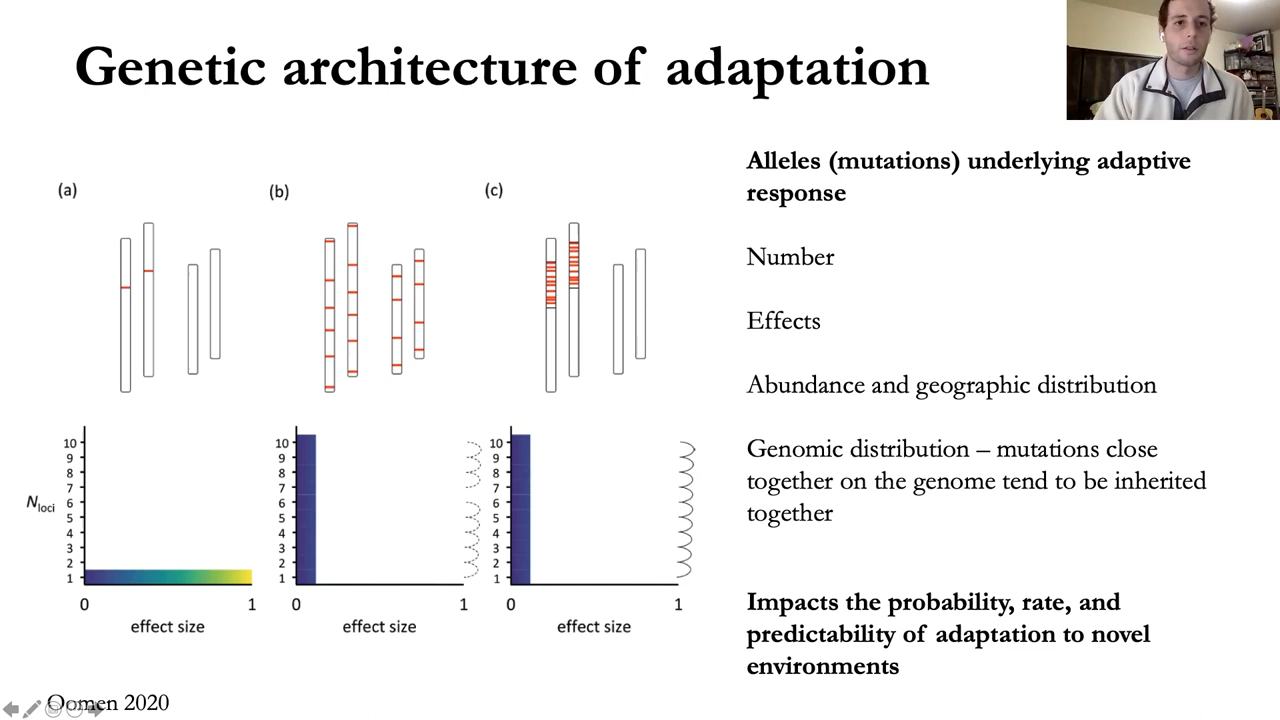 Genetic architecture of adaptation
(a)
(b)
(c)
10
9
8
7
6
5
4
3
2
1
Nloci
0
1
effect size
10
9
8
7
6
5
4
3
2
1
0
1
effect size
10
9
8
7
6
5
4
3
2
1
0
1
effect size
Oomen 2020
Alleles (mutations) underlying adaptive
response
Number
Effects
Abundance and geographic distribution
Genomic distribution – mutations close
together on the genome tend to be inherited
together
Impacts the probability, rate, and
predictability of adaptation to novel
environments